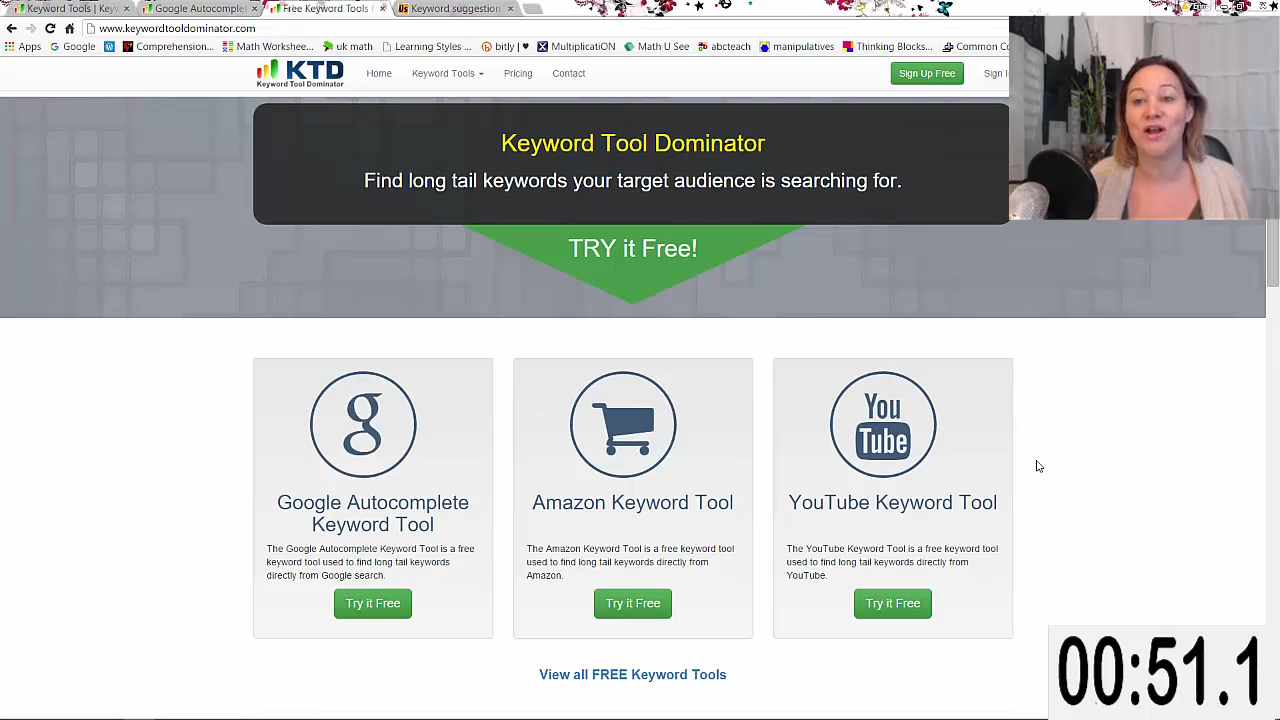 Keyword Tools |
Google Autocomple
Free Keyword Tools
Keyword suggestion
www.keywordtooldominator.com
Apps
Google
Comprehension...
Math Workshee...
uk math
Learning Styles ...
bitly | ♥
MultiplicatiON
Math U See
abcteach
manipulatives
Thinking Blocks...
Common Co
KTD
Keyword Tool Dominator
Home
Keyword Tools
Pricing
Contact
Sign Up Free
Sign I
Keyword Tool Dominator
Find long tail keywords your target audience is searching for.
TRY it Free!
g
You
Tube
Google Autocomplete
Keyword Tool
The Google Autocomplete Keyword Tool is a free
keyword tool used to find long tail keywords
directly from Google search.
Try it Free
Amazon Keyword Tool
The Amazon Keyword Tool is a free keyword tool
used to find long tail keywords directly from
Amazon.
Try it Free
YouTube Keyword Tool
The YouTube Keyword Tool is a free keyword tool
used to find long tail keywords directly from
YouTube.
Try it Free
View all FREE Keyword Tools
00:51.1